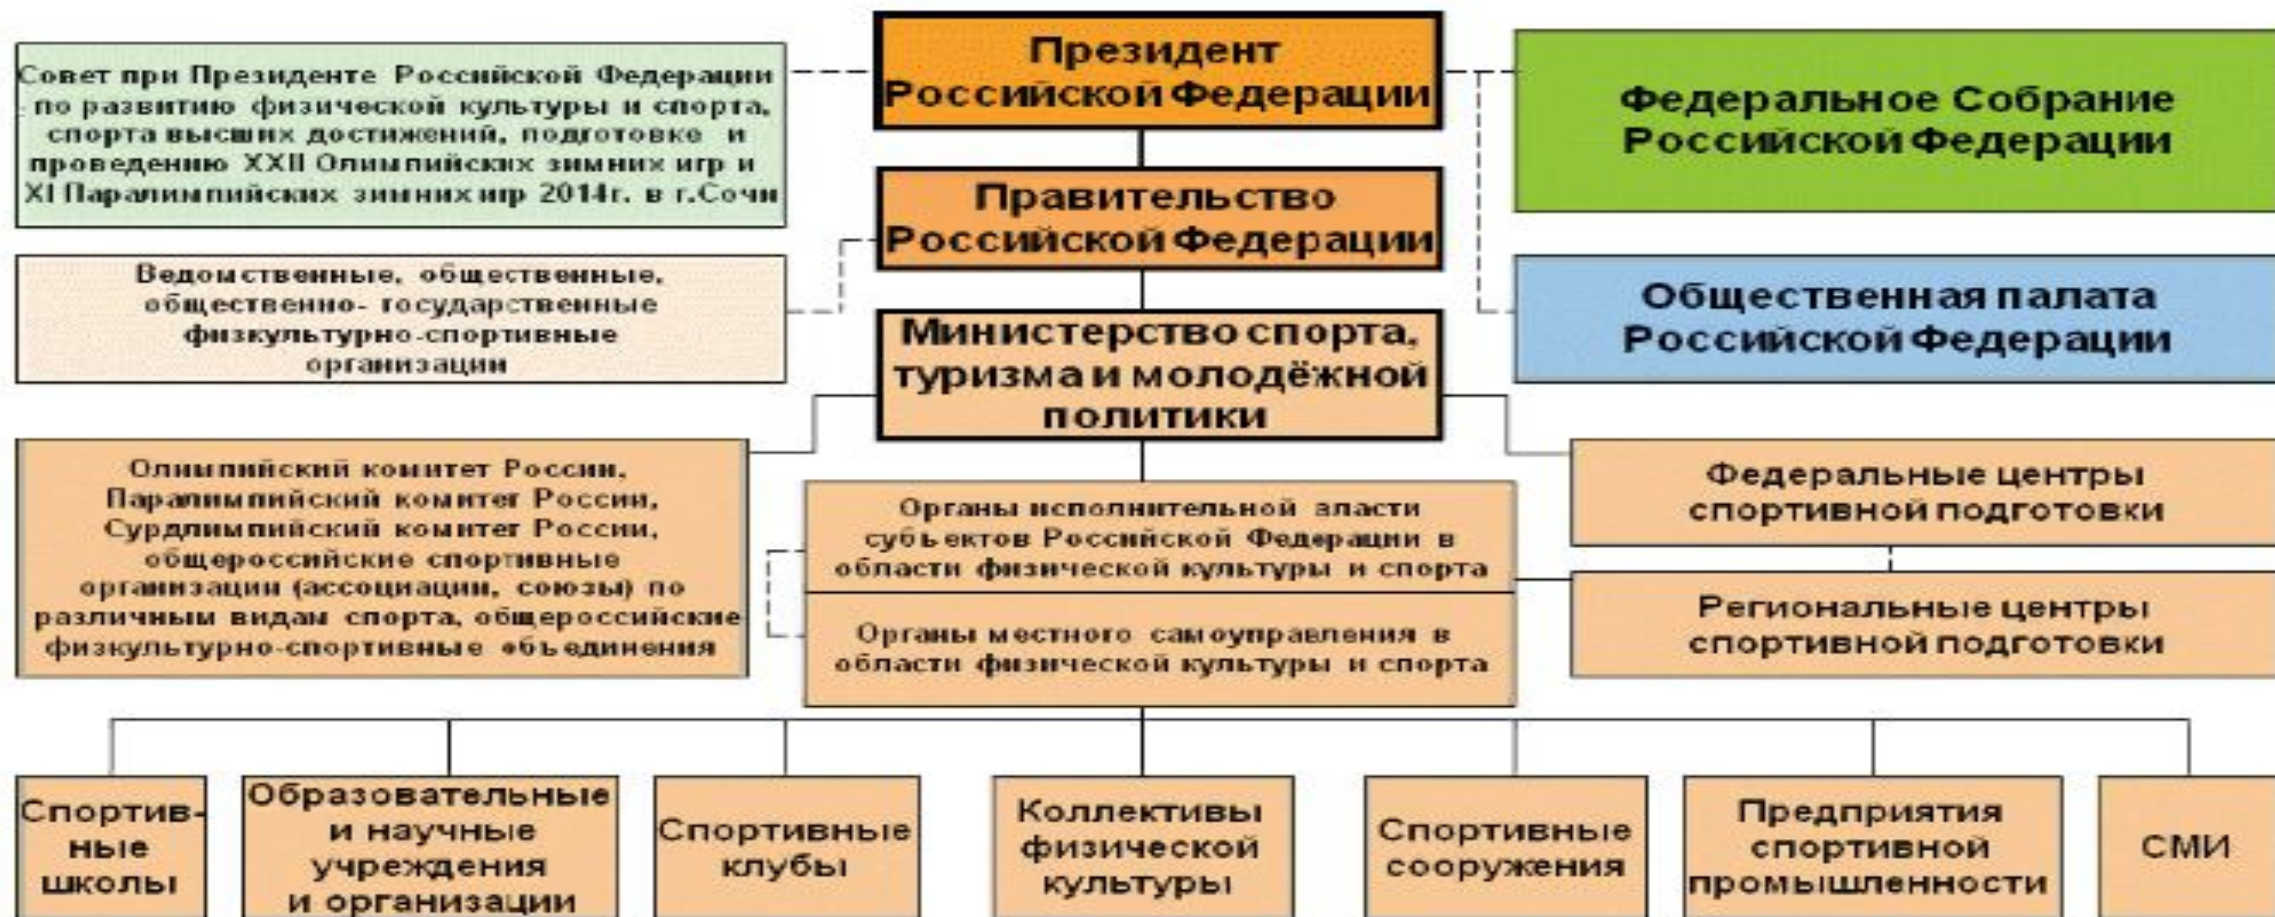 Совет при Президенте Российской Федерации
по развитию физической культуры и спорта,
спорта высших достижений, подготовке и
проведению XXII Олимпийских зимних игр и
XI Паралимпийских зимних игр 2014г. в г.Сочи
Президент
Российской Федерации
Федеральное Собрание
Российской Федерации
Правительство
Российской Федерации
Ведомственные, общественные,
общественно- государственные
физкультурно-спортивные
организации
Общественная палата
Российской Федерации
Министерство спорта,
туризма и молодёжной
политики
Олимпийский комитет России,
Паралимпийский комитет России,
Сурдлимпийский комитет России,
общероссийские спортивные
организации (ассоциации, союзы) по
различным видам спорта, общероссийские
физкультурно-спортивные объединения
Органы исполнительной власти
субъектов Российской Федерации в
области физической культуры и спорта
Органы местного самоуправления в
области физической культуры и спорта
Федеральные центры
спортивной подготовки
Региональные центры
спортивной подготовки
Спортив-
ные
школы
Образовательные
и научные
учреждения
и организации
Спортивные
клубы
Коллективы
физической
культуры
Спортивные
сооружения
Предприятия
спортивной
промышленности
СМИ